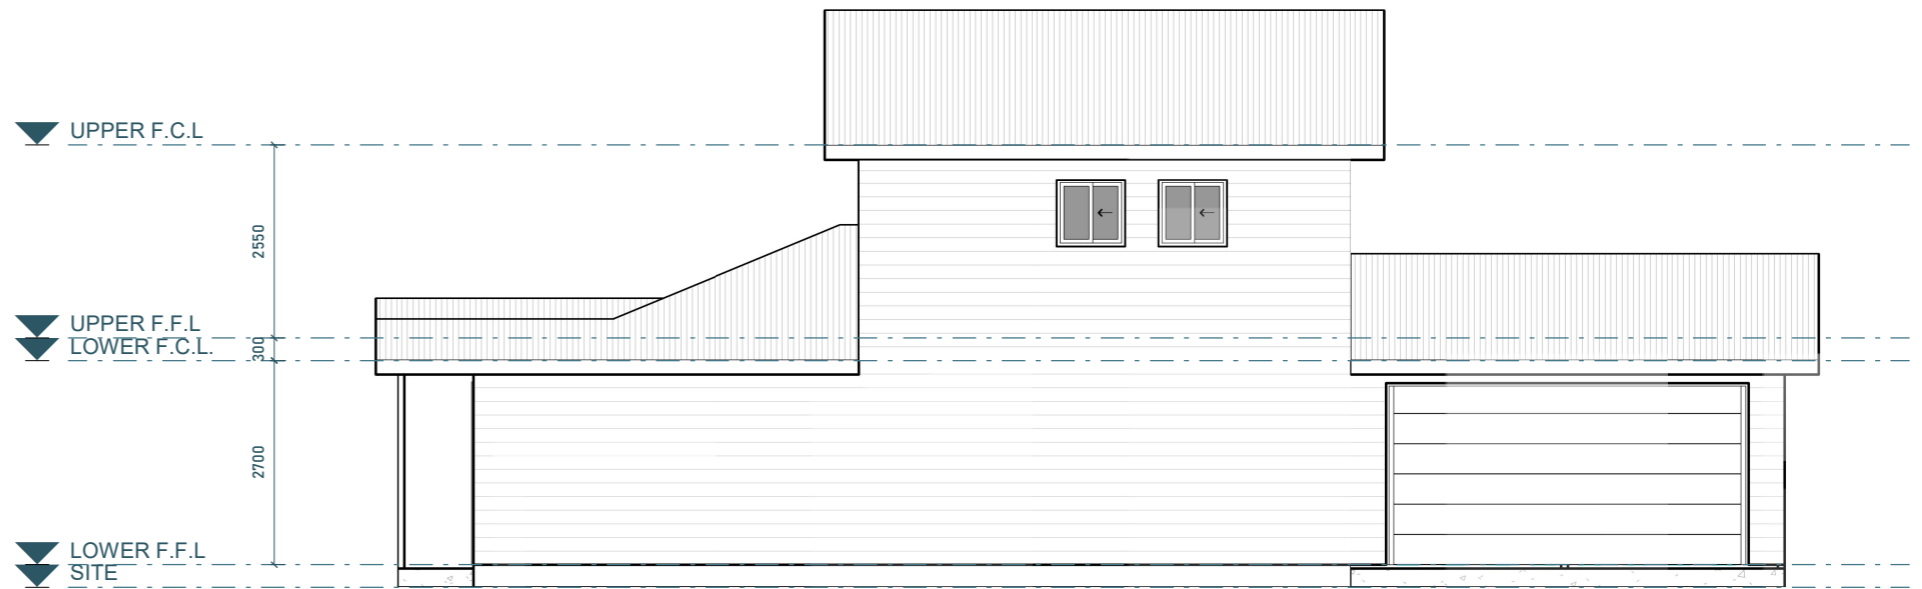 UPPER F.C.L
2550
UPPER F.F.L
LOWER F.C.L.
300
2700
LOWER F.F.L
SITE